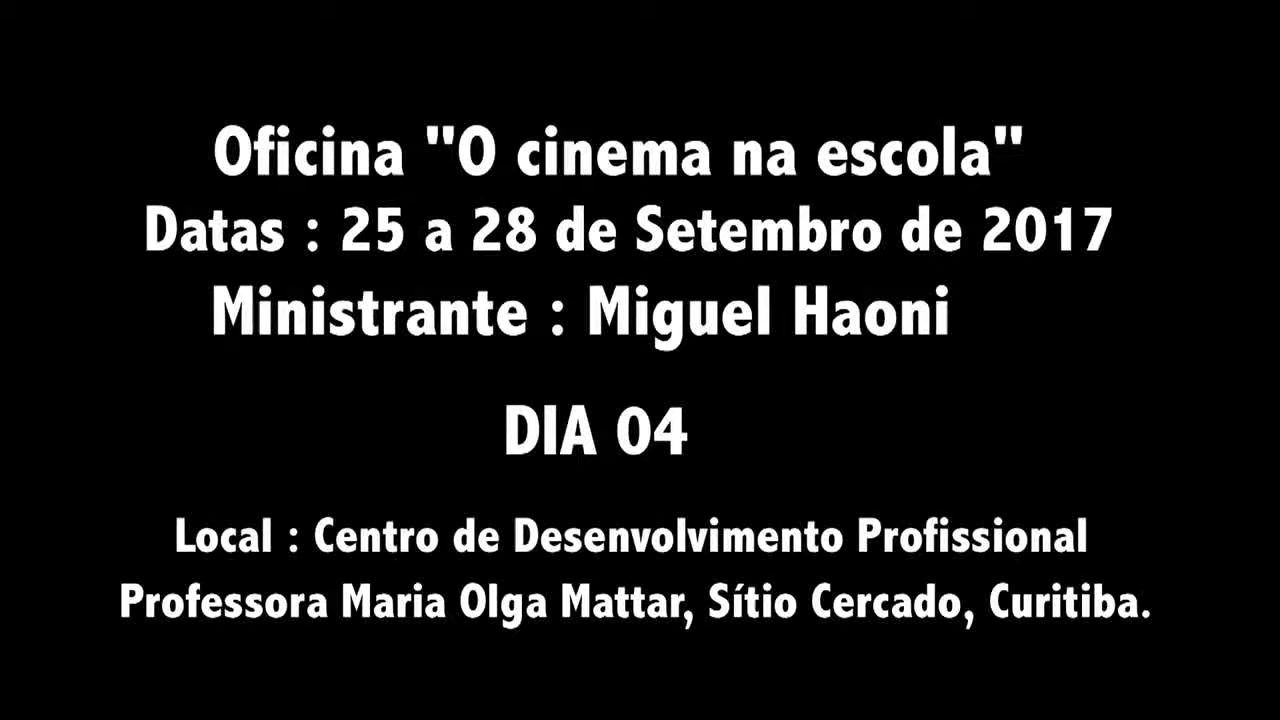 Oficina "O cinema na escola"
Datas : 25 a 28 de Setembro de 2017
Ministrante : Miguel Haoni
DIA 04
Local : Centro de Desenvolvimento Profissional
Professora Maria Olga Mattar, Sítio Cercado, Curitiba.